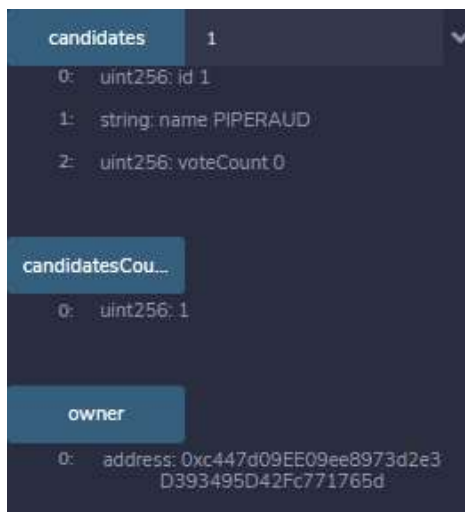 candidates 1
0: uint256: id 1
1: string: name PIPERAUD
2: uint256: voteCount 0
candidatesCou...
0: uint256: 1
owner
0: address: 0xc447d09EE09ee8973d2e3
D393495D42Fc771765d